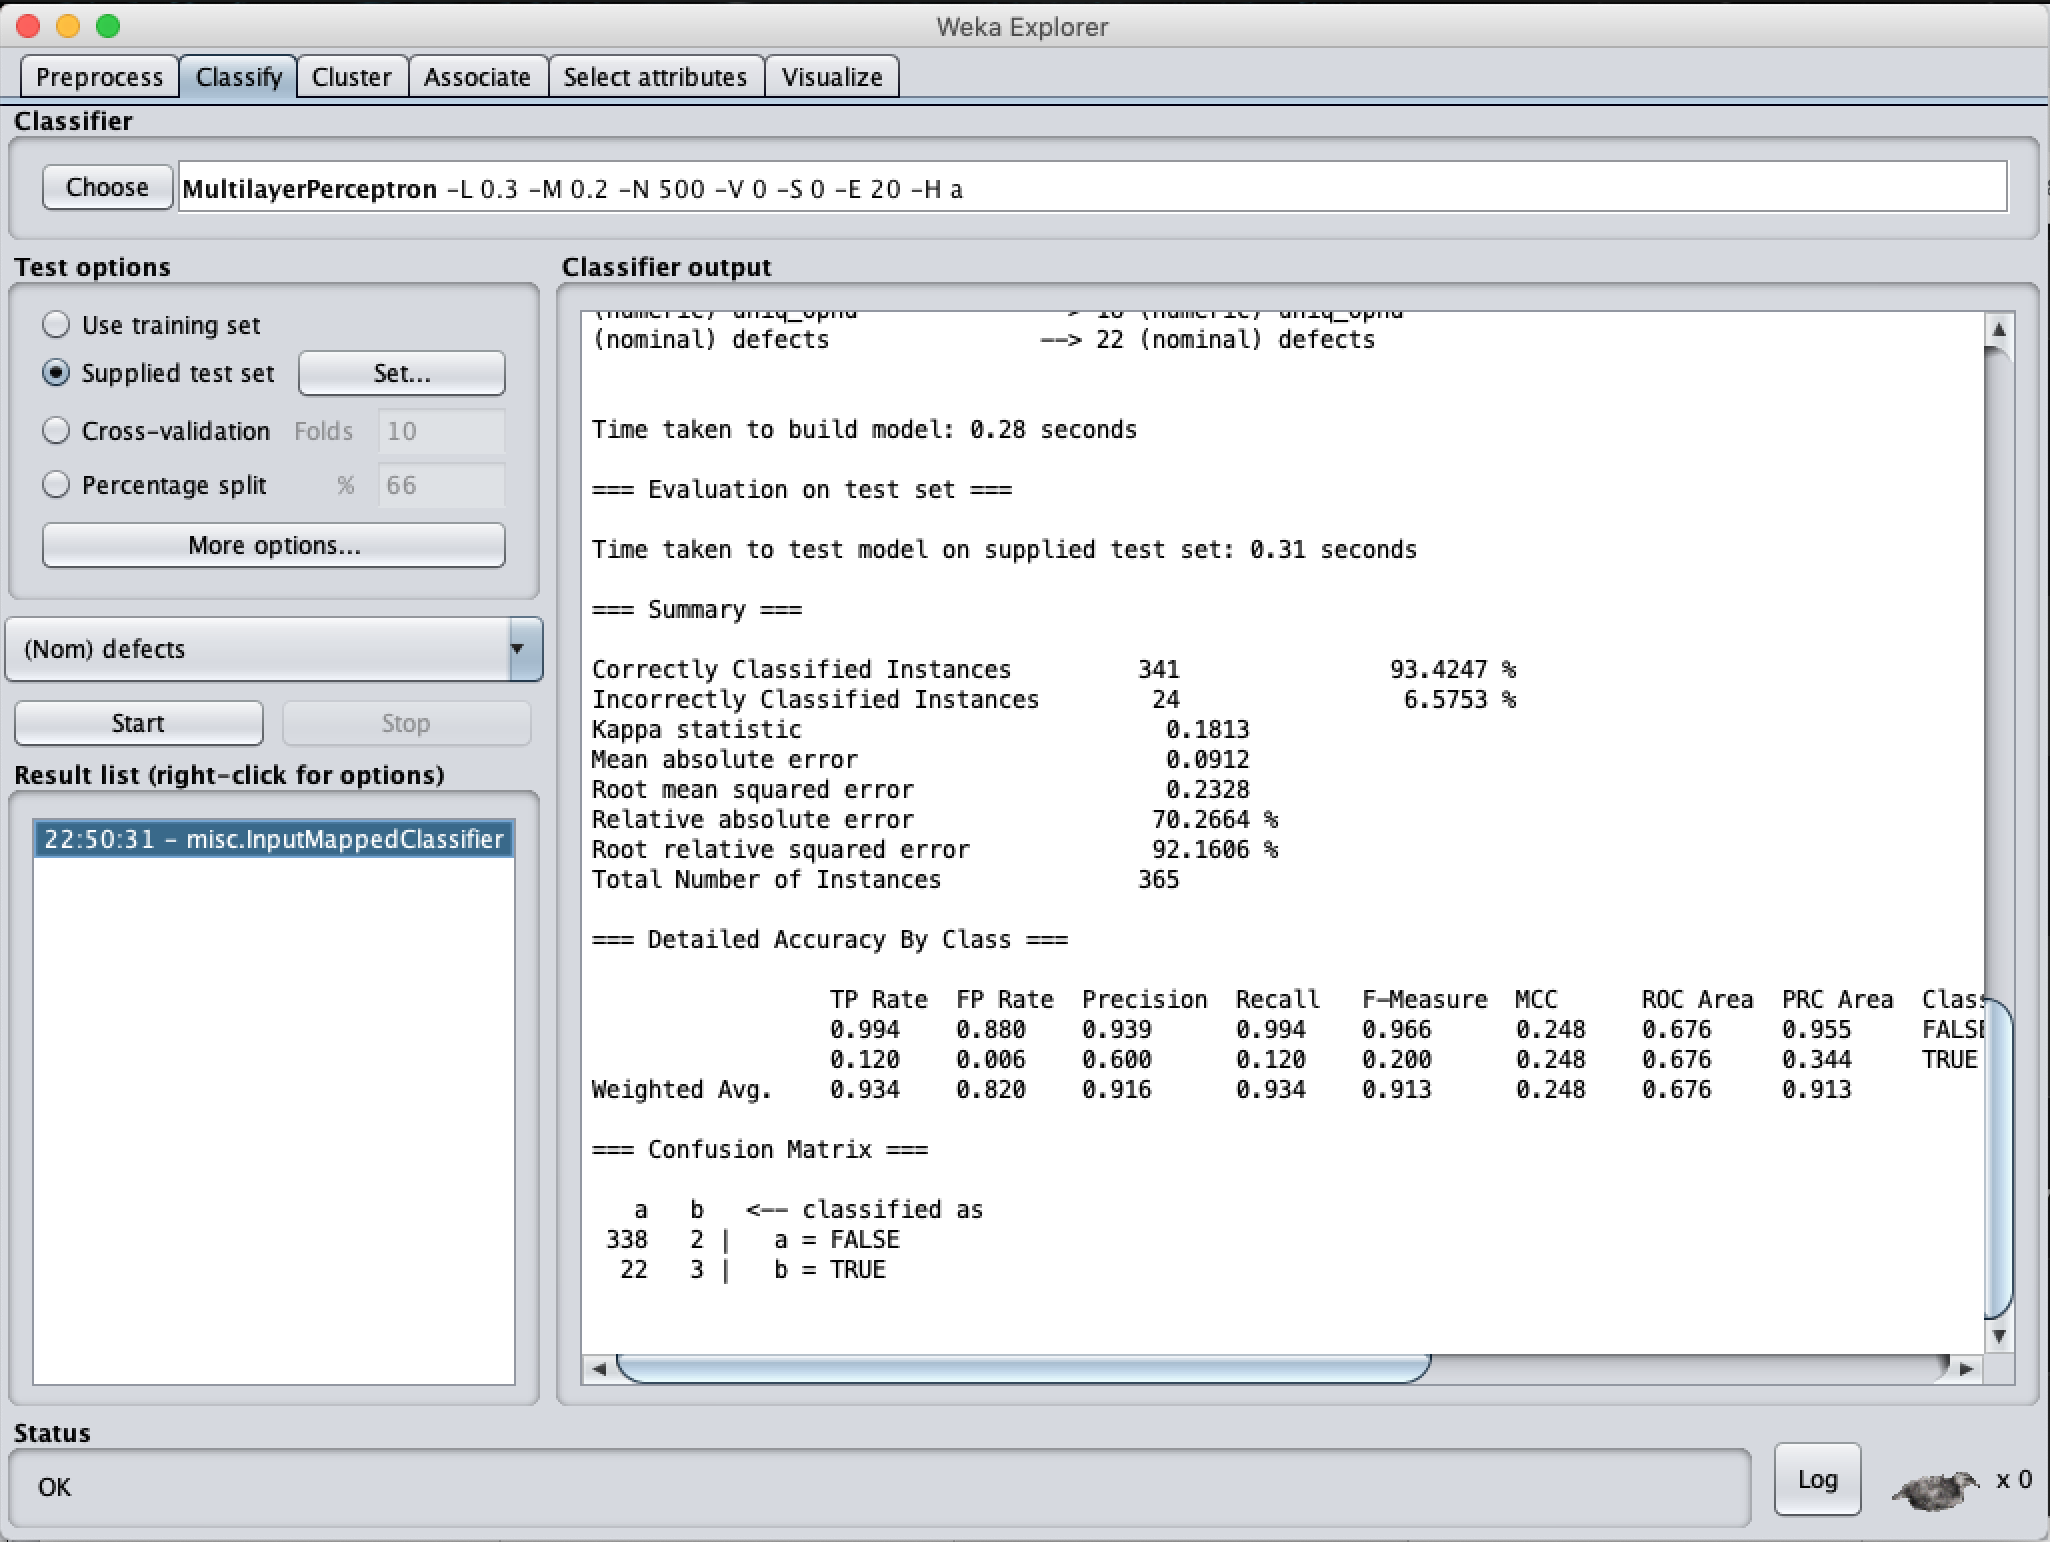 Weka Explorer
Preprocess Classify Cluster Associate Select attributes Visualize
Classifier
Choose MultilayerPerceptron -L 0.3 -M 0.2 -N 500 -V 0 -S 0 -E 20 -H a
Test options
Use training set
Supplied test set Set...
Cross-validation Folds 10
Percentage split % 66
More options...
(Nom) defects
Start Stop
Result list (right-click for options)
22:50:31 - misc.InputMappedClassifier
Classifier output
(numeric) uniq_opnd --> 18 (numeric) uniq_opnd
(nominal) defects --> 22 (nominal) defects
Time taken to build model: 0.28 seconds
=== Evaluation on test set ===
Time taken to test model on supplied test set: 0.31 seconds
=== Summary ===
Correctly Classified Instances 341 93.4247 %
Incorrectly Classified Instances 24 6.5753 %
Kappa statistic 0.1813
Mean absolute error 0.0912
Root mean squared error 0.2328
Relative absolute error 70.2664 %
Root relative squared error 92.1606 %
Total Number of Instances 365
=== Detailed Accuracy By Class ===
TP Rate FP Rate Precision Recall F-Measure MCC ROC Area PRC Area Clas
0.994 0.880 0.939 0.994 0.966 0.248 0.676 0.955 FALSE
0.120 0.006 0.600 0.120 0.200 0.248 0.676 0.344 TRUE
Weighted Avg. 0.934 0.820 0.916 0.934 0.913 0.248 0.676 0.913
=== Confusion Matrix ===
a b <-- classified as
338 2 | a = FALSE
22 3 | b = TRUE
Status
OK
Log x 0